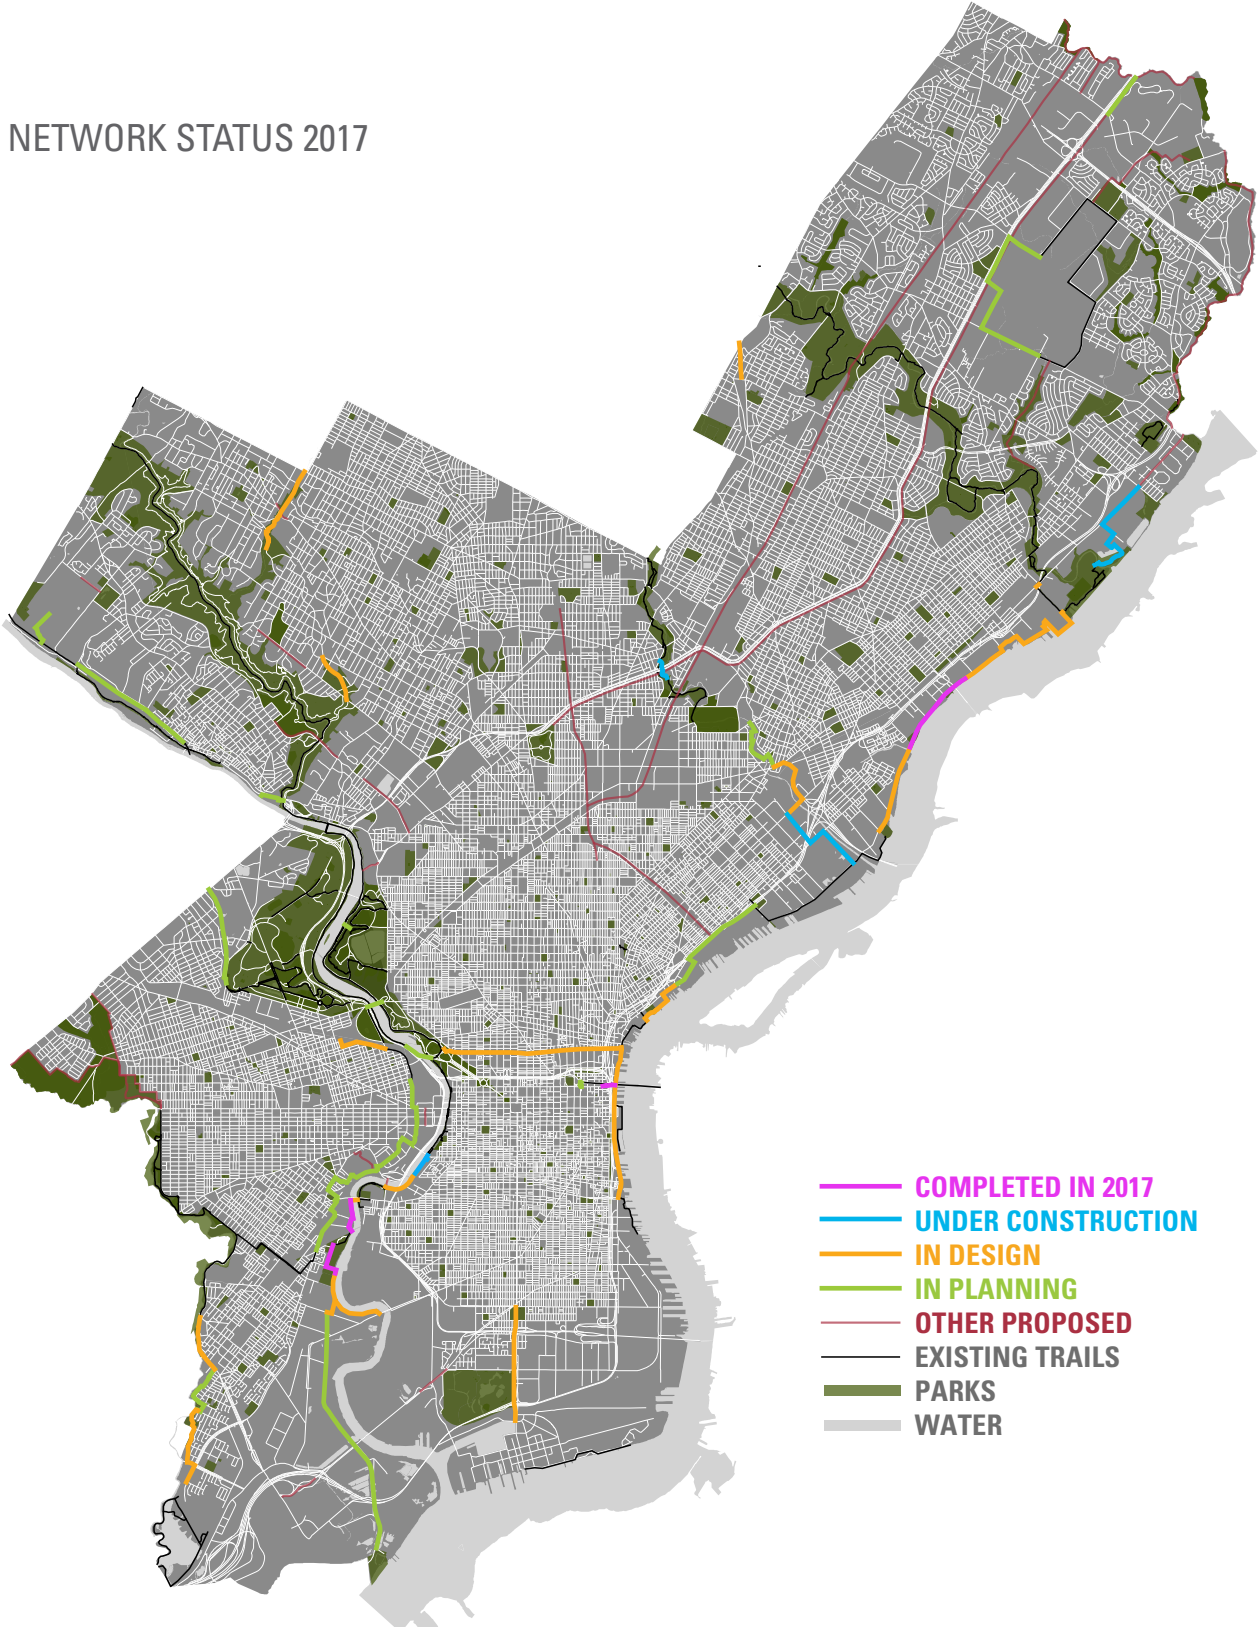 NETWORK STATUS 2017
COMPLETED IN 2017
UNDER CONSTRUCTION
IN DESIGN
IN PLANNING
OTHER PROPOSED
EXISTING TRAILS
PARKS
WATER